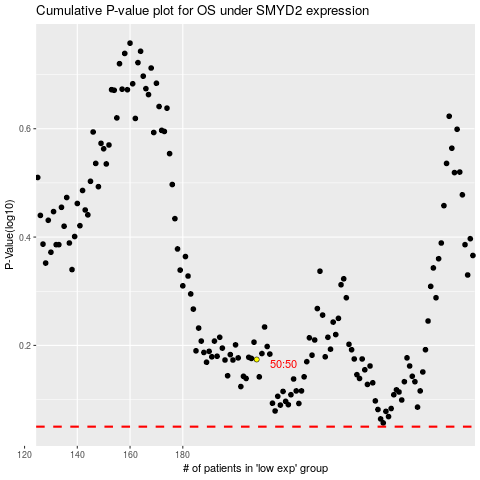 Cumulative P-value plot for OS under SMYD2 expression
P-Value(log10)
0.6
0.4
0.2
50:50
120 140 160 180
# of patients in 'low exp' group